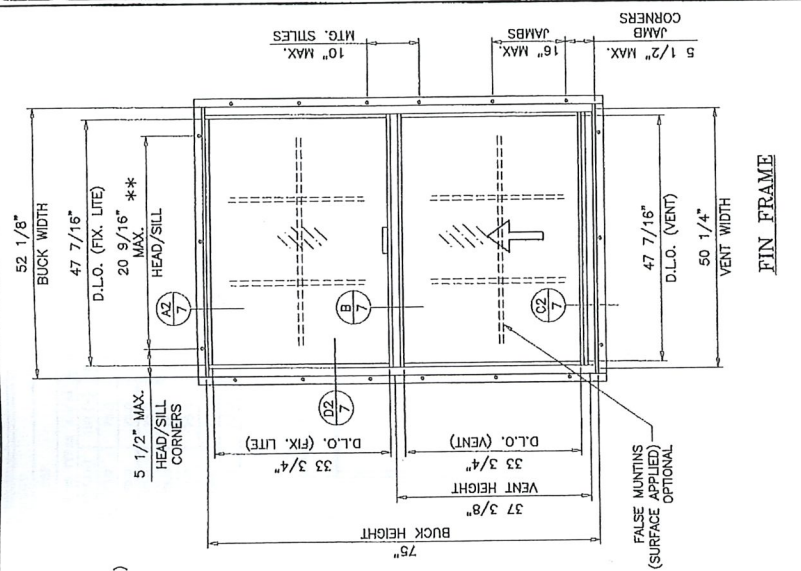 10" MAX.
MTG. STILES
16" MAX.
JAMBS
5 1/2" MAX.
JAMB
CORNERS
52 1/8"
BUCK WIDTH
47 7/16"
D.L.O. (FIX. LITE)
20 9/16" **
MAX.
HEAD/SILL
5 1/2" MAX.
HEAD/SILL
CORNERS
A2
7
B
7
C2
7
D2
7
47 7/16"
D.L.O. (VENT)
50 1/4"
VENT WIDTH
FIN FRAME
33 3/4"
D.L.O. (FIX. LITE)
33 3/4"
D.L.O. (VENT)
37 3/8"
VENT HEIGHT
75"
BUCK HEIGHT
FALSE MUNTINS
(SURFACE APPLIED)
OPTIONAL
)